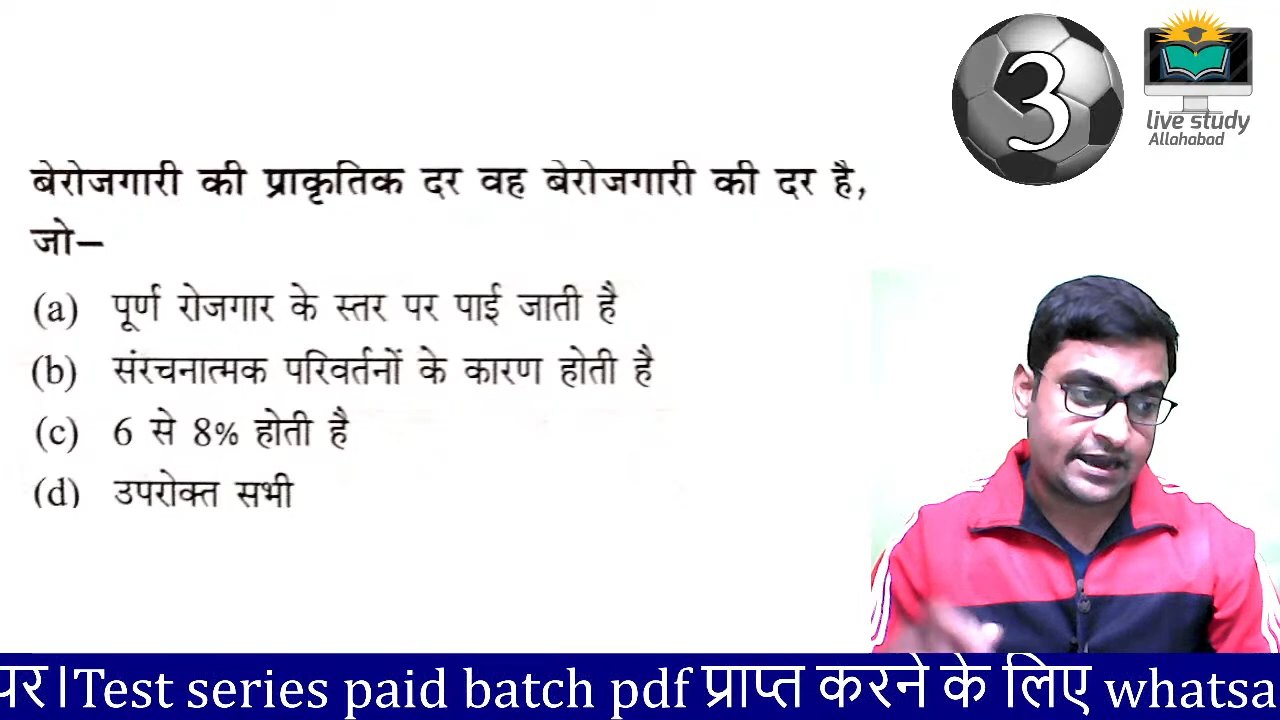 3
live study
Allahabad
बेरोजगारी की प्राकृतिक दर वह बेरोजगारी की दर है,
जो–
(a) पूर्ण रोजगार के स्तर पर पाई जाती है
(b) संरचनात्मक परिवर्तनों के कारण होती है
(c) 6 से 8% होती है
(d) उपरोक्त सभी
पर।Test series paid batch pdf प्राप्त करने के लिए whatsa